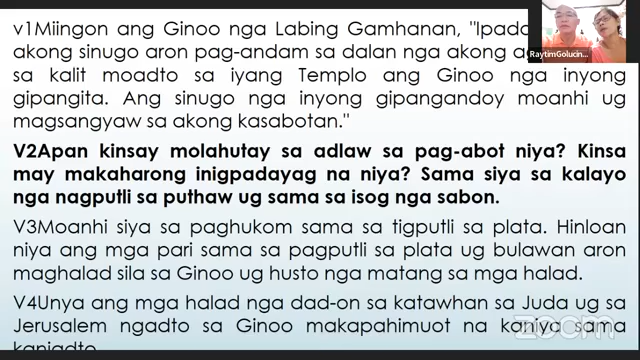 v1Miingon ang Ginoo nga Labing Gamhanan, "Ipada
akong sinugo aron pag-andam sa dalan nga akong
sa kalit moadto sa iyang Templo ang Ginoo nga inyong
gipangita. Ang sinugo nga inyong gipangandoy moanhi ug
magsangyaw sa akong kasabotan."
V2Apan kinsay molahutay sa adlaw sa pag-abot niya? Kinsa
may makaharong inigpadayag na niya? Sama siya sa kalayo
nga nagputli sa puthaw ug sama sa isog nga sabon.
V3Moanhi siya sa paghukom sama sa tigputli sa plata. Hinloan
niya ang mga pari sama sa pagputli sa plata ug bulawan aron
maghalad sila sa Ginoo ug husto nga matang sa mga halad.
V4Unya ang mga halad nga dad-on sa katawhan sa Juda ug sa
Jerusalem ngadto sa Ginoo makapahimuot na kaniya sama
kaniadto
RaytimGolucin...
zoom